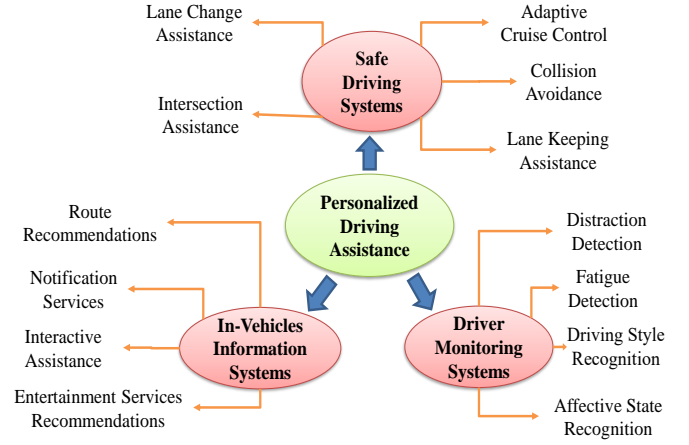 Lane Change
Assistance
Adaptive
Cruise Control
Safe
Driving
Systems
Collision
Avoidance
Intersection
Assistance
Lane Keeping
Assistance
Personalized
Driving
Assistance
Route
Recommendations
Distraction
Detection
Notification
Services
Fatigue
Detection
In-Vehicles
Information
Systems
Driver
Monitoring
Systems
Interactive
Assistance
Driving Style
Recognition
Entertainment Services
Recommendations
Affective State
Recognition